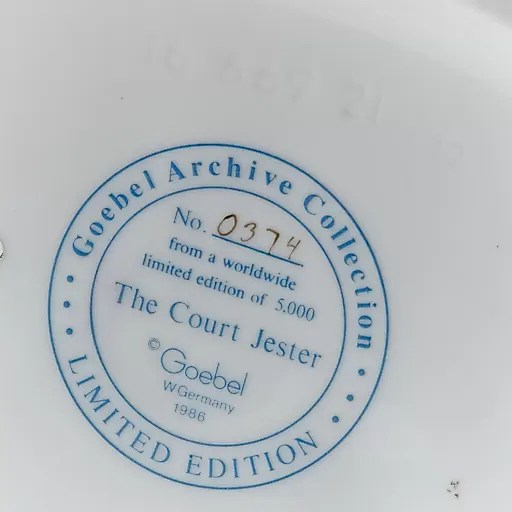 Goebel Archive Collection
No. 0374
from a worldwide
limited edition of 5.000
The Court Jester
© Goebel
W Germany
1986
LIMITED EDITION